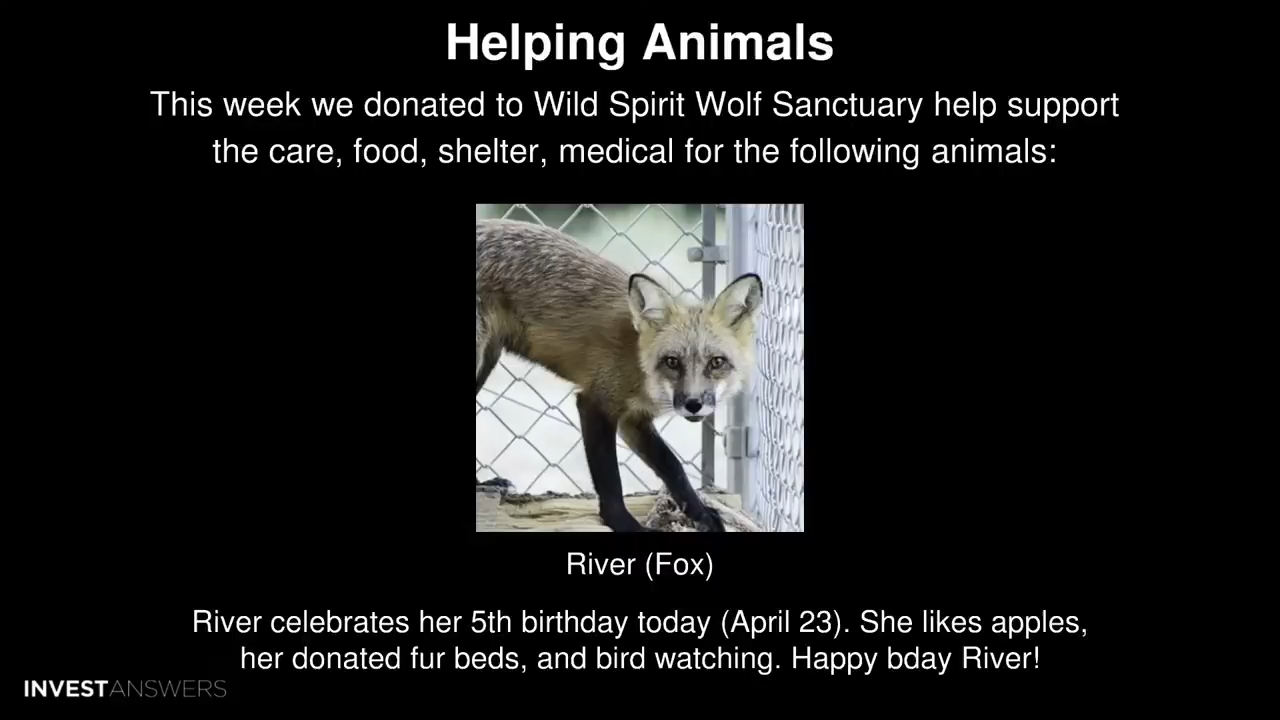 Helping Animals
This week we donated to Wild Spirit Wolf Sanctuary help support
the care, food, shelter, medical for the following animals:
River (Fox)
River celebrates her 5th birthday today (April 23). She likes apples,
her donated fur beds, and bird watching. Happy bday River!
INVESTANSWERS